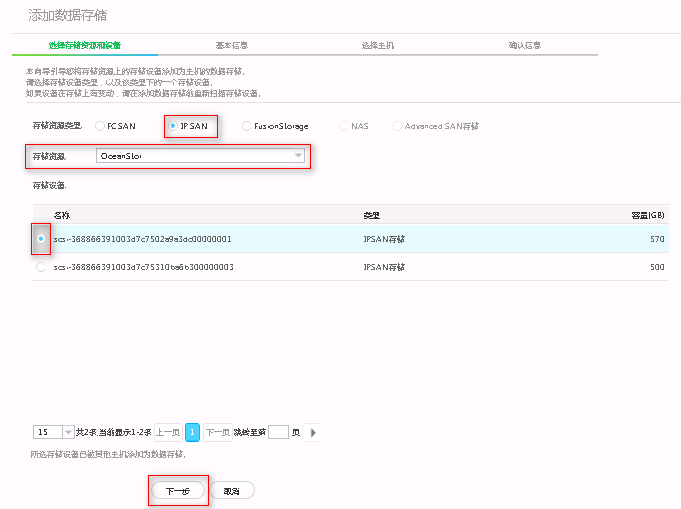 添加数据存储
选择存储资源和设备 基本信息 选择主机 确认信息
本向导引导您将存储资源上的存储设备添加为主机的数据存储。
请选择存储设备类型，以及该类型下的一个存储设备。
如果设备在存储上有变动，请在添加数据存储前重新扫描存储设备。
存储资源类型: FC SAN IP SAN FusionStorage NAS Advanced SAN存储
存储资源: OceanStor
存储设备:
名称 类型 容量(GB)
scsi-368866391003d7c7502a9a3dc00000001 IPSAN存储 570
scsi-368866391003d7c75310ba6b300000003 IPSAN存储 500
15 共2条,当前显示1-2条 上一页 1 下一页 跳转至第 页
所选存储设备已被其他主机添加为数据存储。
下一步 取消